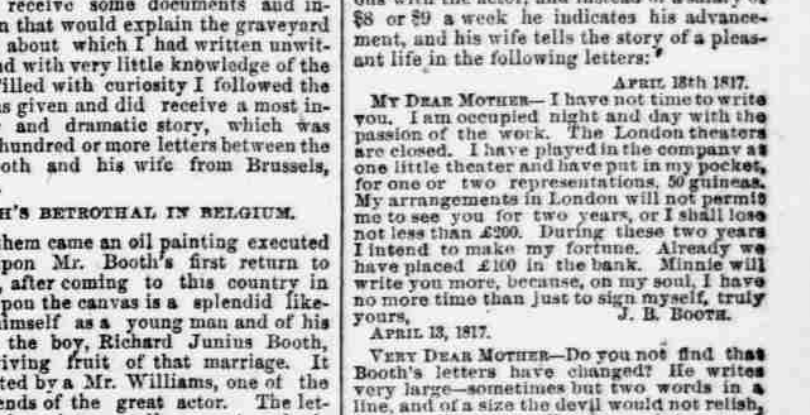 receive some documents and in-
n that would explain the graveyard
about which I had written unwit-
d with very little knowledge of the
illed with curiosity I followed the
s given and did receive a most in-
and dramatic story, which was
hundred or more letters between the
oth and his wife from Brussels,
H'S BETROTHAL IN BELGIUM.
hem came an oil painting executed
pon Mr. Booth's first return to
, after coming to this country in
pon the canvas is a splendid like-
imself as a young man and of his
the boy, Richard Junius Booth,
iving fruit of that marriage. It
ted by a Mr. Williams, one of the
ends of the great actor. The let-
$8 or $9 a week he indicates his advance-
ment, and his wife tells the story of a pleas-
ant life in the following letters:
APRIL 18th 1817.
MY DEAR MOTHER—I have not time to write
you. I am occupied night and day with the
passion of the work. The London theaters
are closed. I have played in the company at
one little theater and have put in my pocket,
for one or two representations, 50 guineas.
My arrangements in London will not permit
me to see you for two years, or I shall lose
not less than £200. During these two years
I intend to make my fortune. Already we
have placed £100 in the bank. Minnie will
write you more, because, on my soul, I have
no more time than just to sign myself, truly
yours, J. B. BOOTH.
APRIL 13, 1817.
VERY DEAR MOTHER—Do you not find that
Booth's letters have changed? He writes
very large—sometimes but two words in a
line, and of a size the devil would not relish,